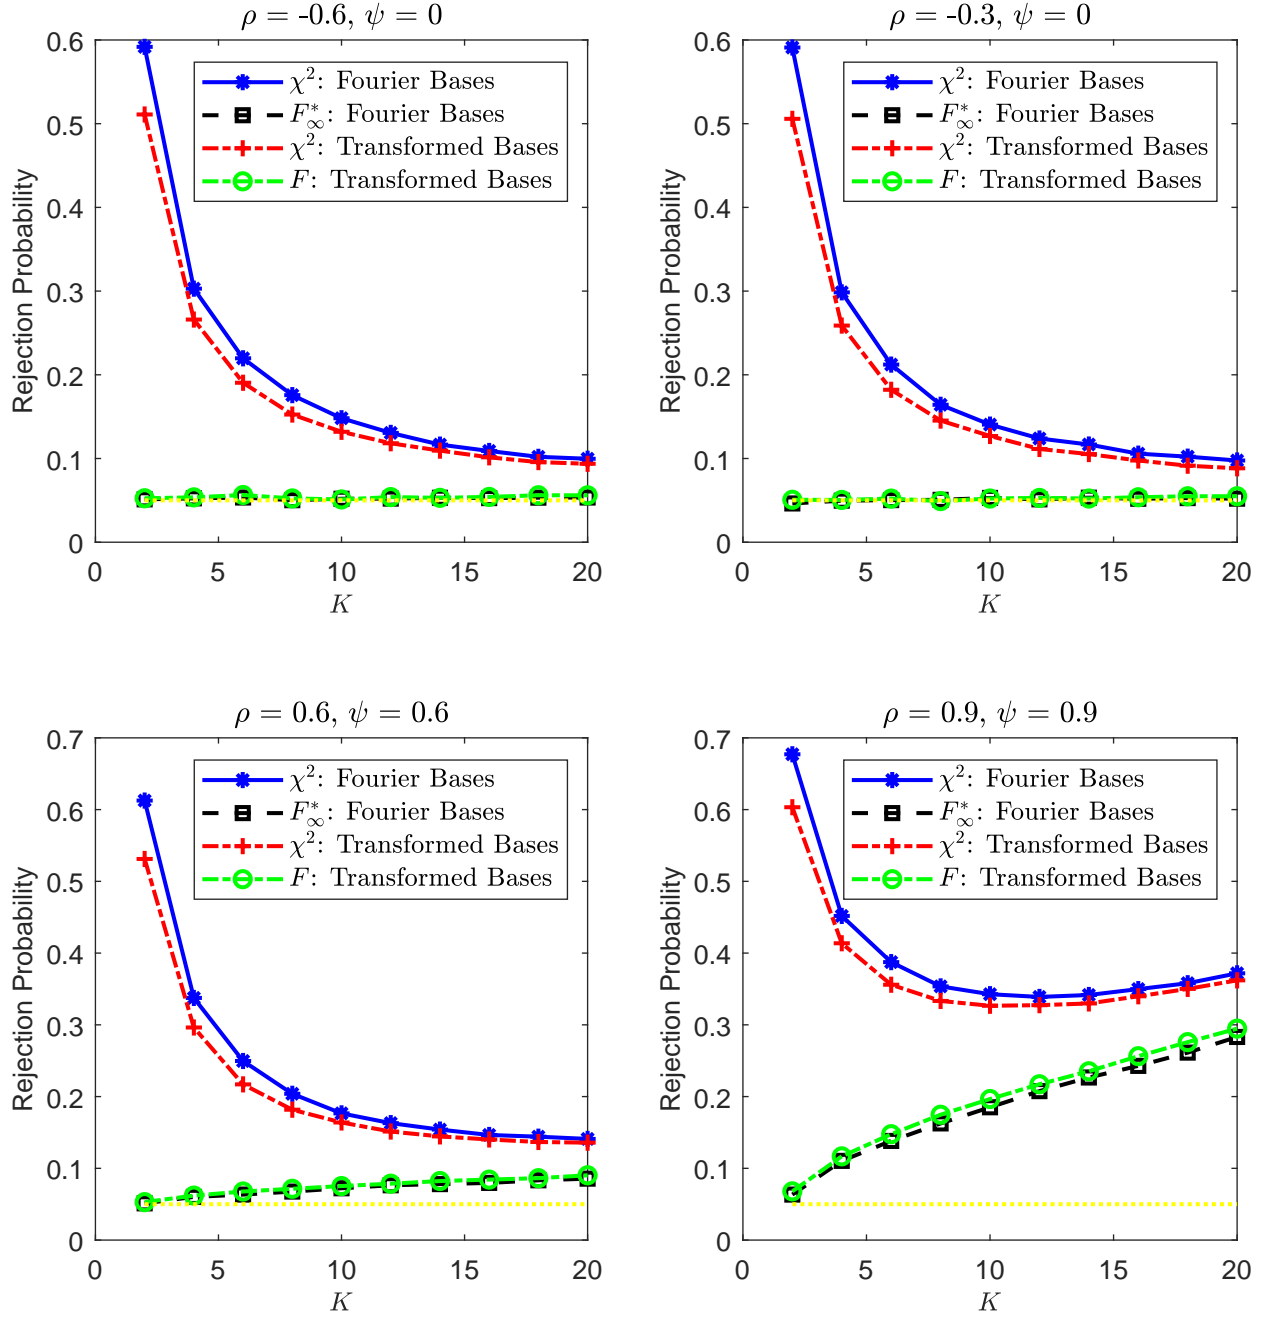 ρ = -0.6, ψ = 0
Rejection Probability
0.6
0.5
0.4
0.3
0.2
0.1
0
χ²: Fourier Bases
F*∞: Fourier Bases
χ²: Transformed Bases
F: Transformed Bases
0 5 10 15 20
K
ρ = -0.3, ψ = 0
Rejection Probability
0.6
0.5
0.4
0.3
0.2
0.1
0
χ²: Fourier Bases
F*∞: Fourier Bases
χ²: Transformed Bases
F: Transformed Bases
0 5 10 15 20
K
ρ = 0.6, ψ = 0.6
Rejection Probability
0.7
0.6
0.5
0.4
0.3
0.2
0.1
0
χ²: Fourier Bases
F*∞: Fourier Bases
χ²: Transformed Bases
F: Transformed Bases
0 5 10 15 20
K
ρ = 0.9, ψ = 0.9
Rejection Probability
0.7
0.6
0.5
0.4
0.3
0.2
0.1
0
χ²: Fourier Bases
F*∞: Fourier Bases
χ²: Transformed Bases
F: Transformed Bases
0 5 10 15 20
K